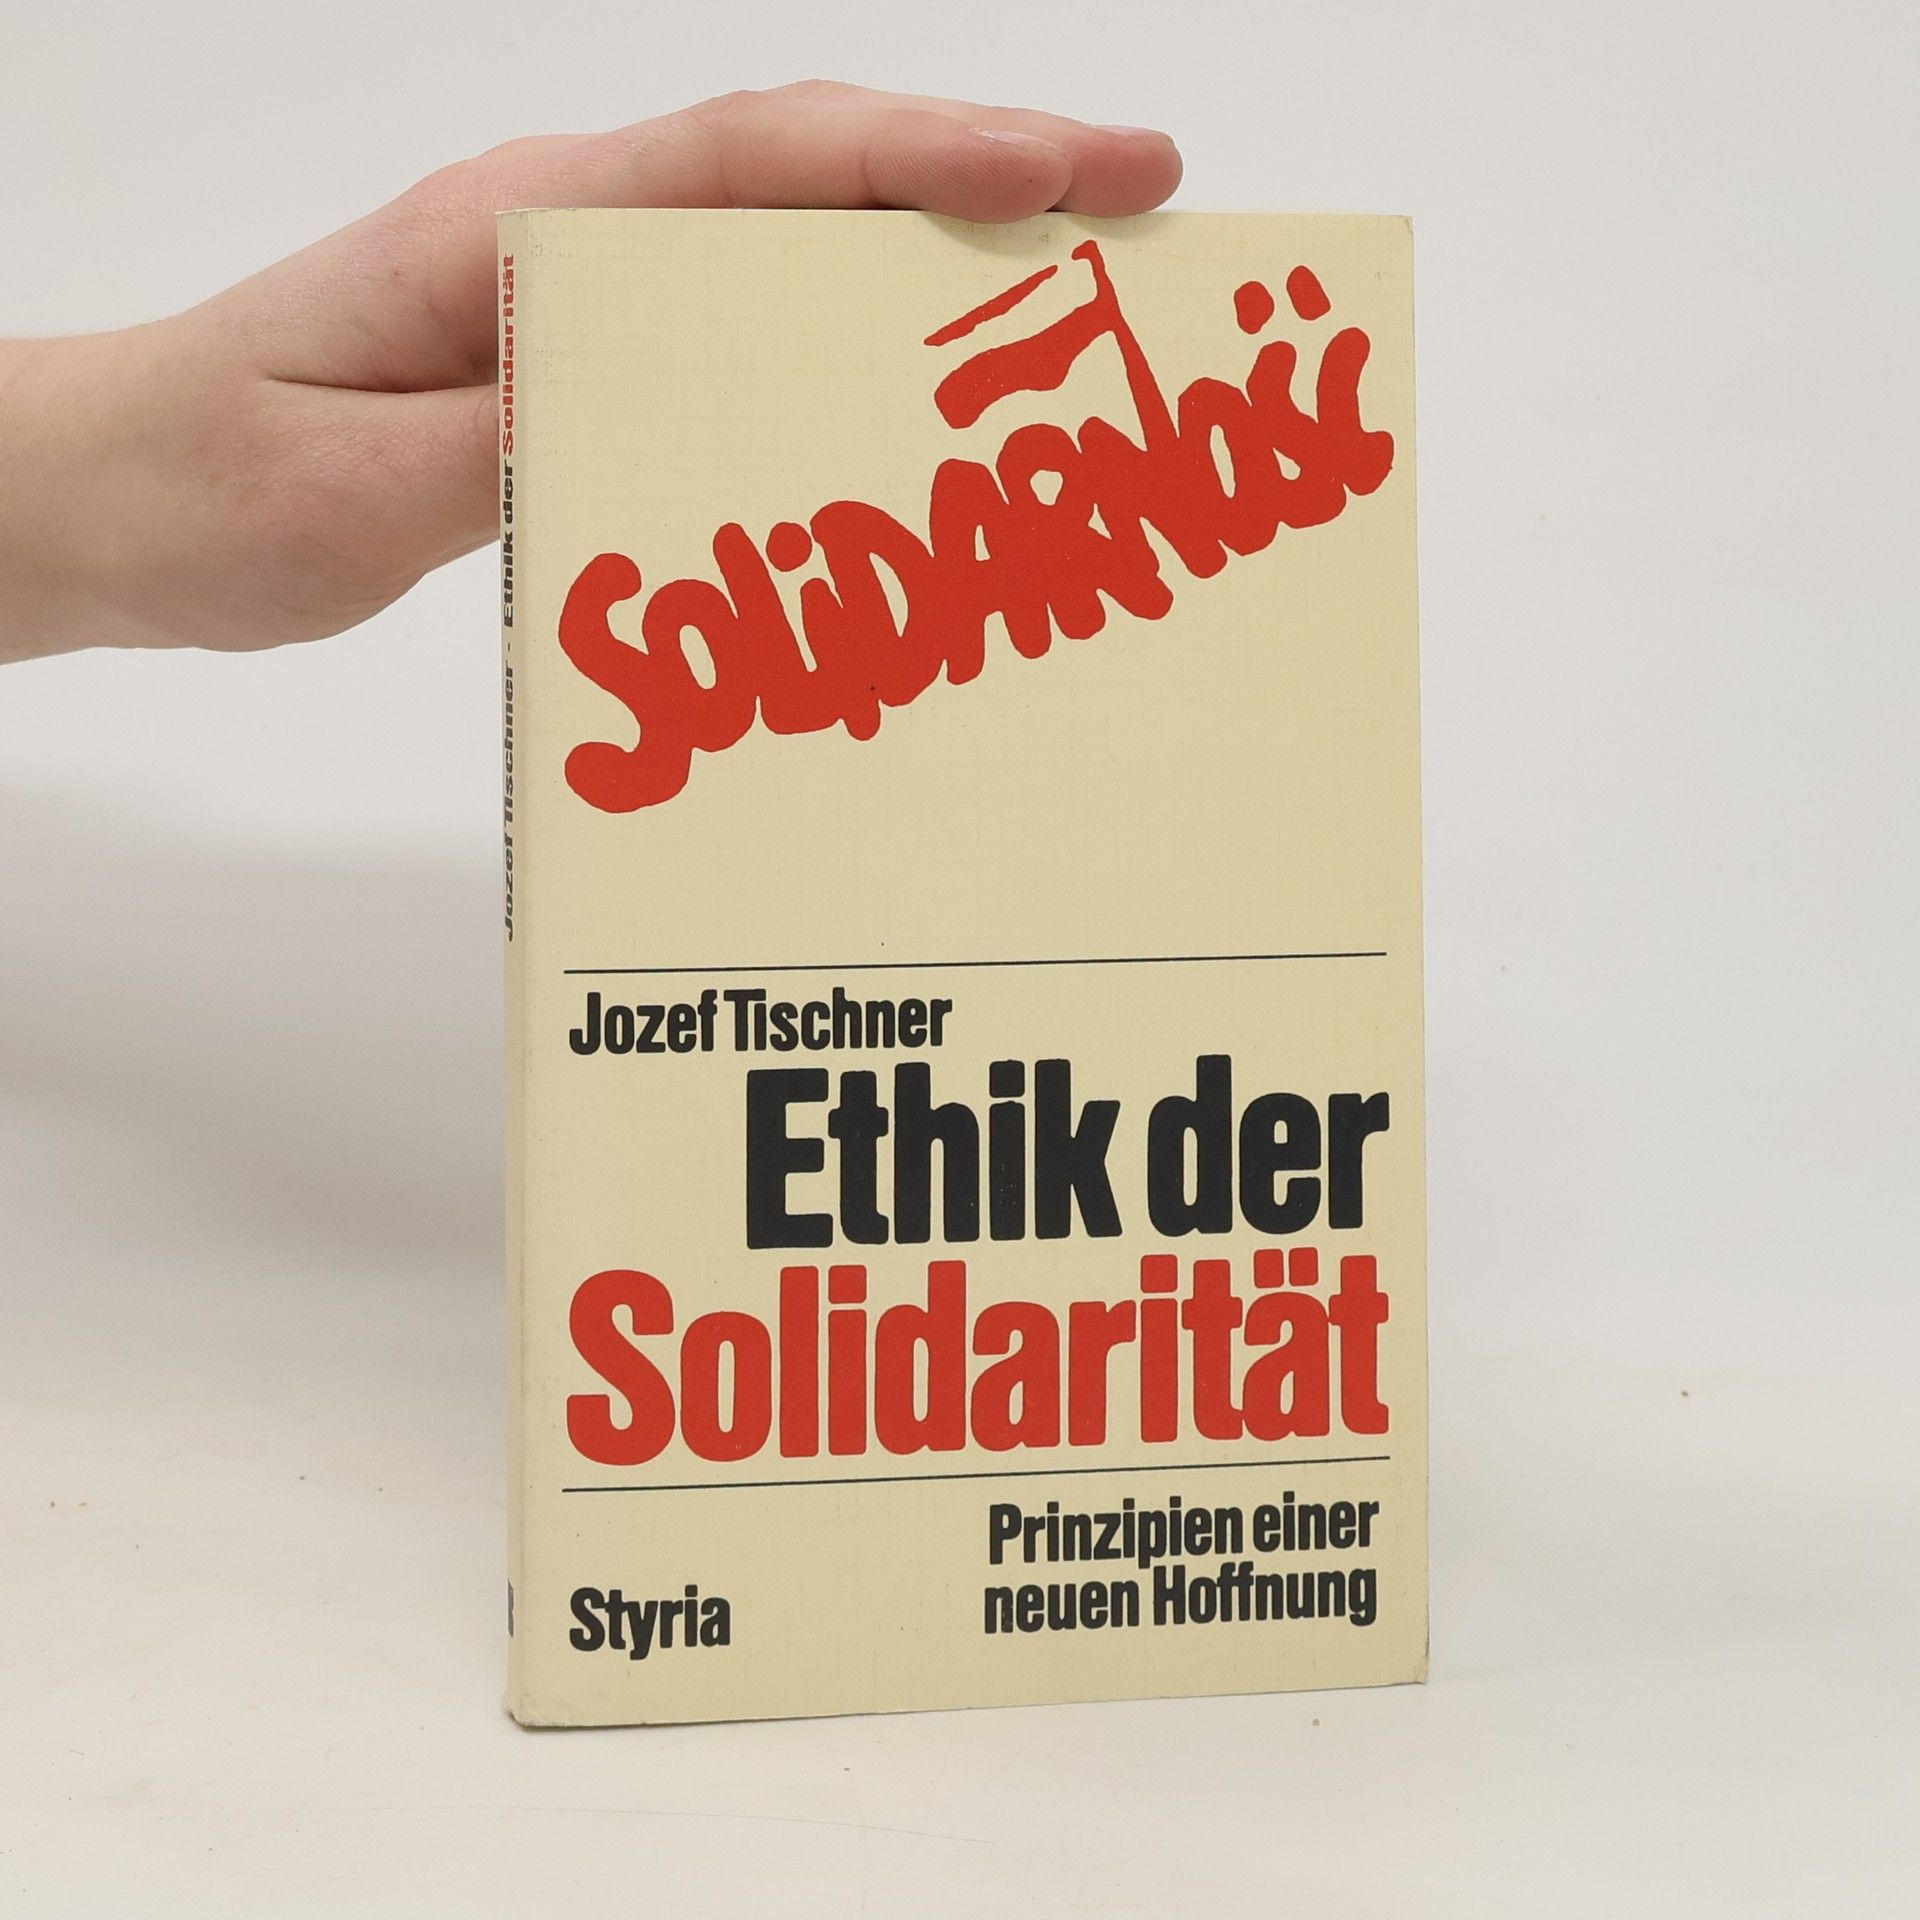 SOLIDARNOŚĆ
Jozef Tischner
Ethik der
Solidarität
Prinzipien einer
neuen Hoffnung
Styria
Jozef Tischner · Ethik der Solidarität